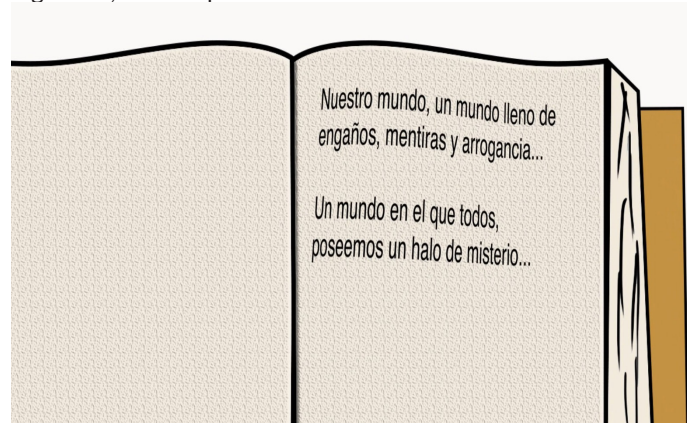 Nuestro mundo, un mundo lleno de
engaños, mentiras y arrogancia...
Un mundo en el que todos,
poseemos un halo de misterio...